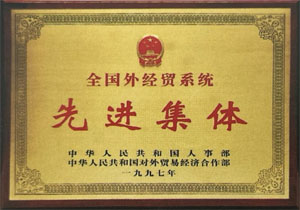 全国外经贸系统
先进集体
中华人民共和国人事部
中华人民共和国对外贸易经济合作部
一九九七年